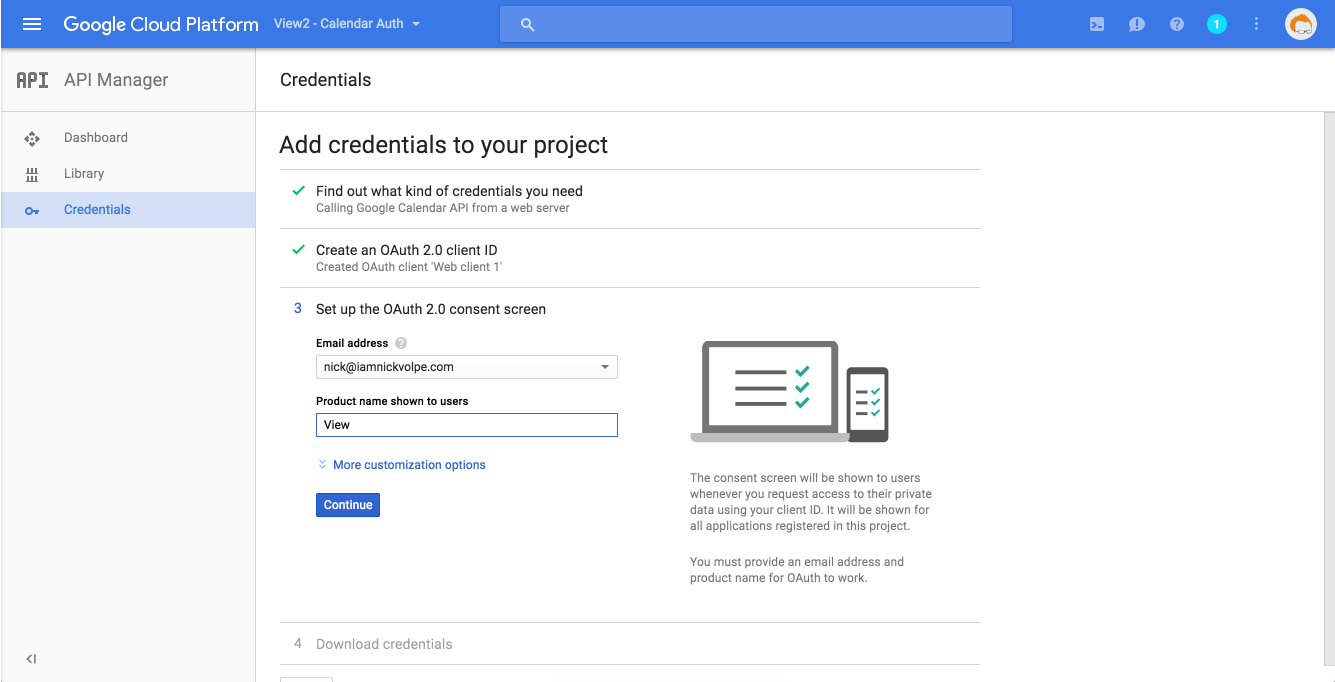 Google Cloud Platform
View2 - Calendar Auth
1
API
API Manager
Credentials
Dashboard
Library
Credentials
Add credentials to your project
Find out what kind of credentials you need
Calling Google Calendar API from a web server
Create an OAuth 2.0 client ID
Created OAuth client 'Web client 1'
3 Set up the OAuth 2.0 consent screen
Email address ?
nick@iamnickvolpe.com
Product name shown to users
View
More customization options
Continue
The consent screen will be shown to users
whenever you request access to their private
data using your client ID. It will be shown for
all applications registered in this project.
You must provide an email address and
product name for OAuth to work.
4 Download credentials